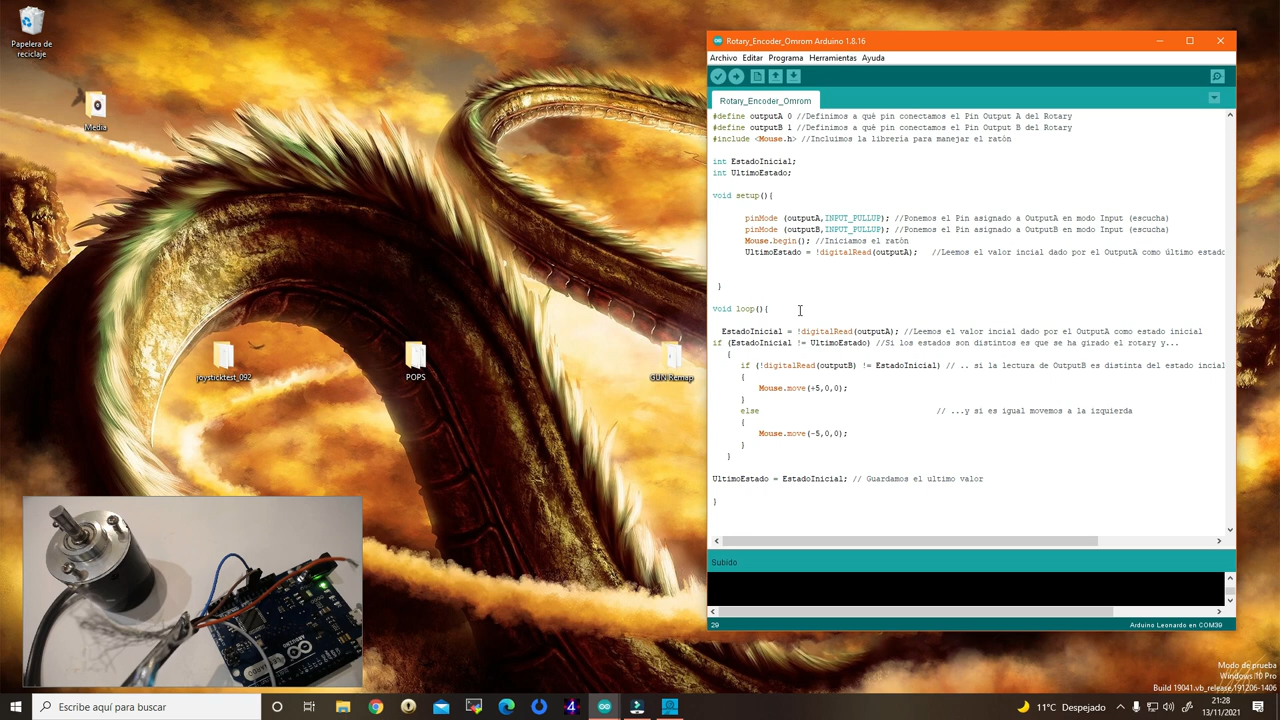 Papelera de
reciclaje
Media
joysticktest_092
POPS
GUN Remap
Rotary_Encoder_Omrom Arduino 1.8.16
Archivo Editar Programa Herramientas Ayuda
Rotary_Encoder_Omrom
#define outputA 0 //Definimos a qué pin conectamos el Pin Output A del Rotary
#define outputB 1 //Definimos a qué pin conectamos el Pin Output B del Rotary
#include <Mouse.h> //Incluimos la librería para manejar el ratón
int EstadoInicial;
int UltimoEstado;
void setup(){
pinMode (outputA,INPUT_PULLUP); //Ponemos el Pin asignado a OutputA en modo Input (escucha)
pinMode (outputB,INPUT_PULLUP); //Ponemos el Pin asignado a OutputB en modo Input (escucha)
Mouse.begin(); //Iniciamos el ratón
UltimoEstado = !digitalRead(outputA); //Leemos el valor incial dado por el OutputA como último estado
}
void loop(){
EstadoInicial = !digitalRead(outputA); //Leemos el valor incial dado por el OutputA como estado inicial
if (EstadoInicial != UltimoEstado) //Si los estados son distintos es que se ha girado el rotary y...
{
if (!digitalRead(outputB) != EstadoInicial) // .. si la lectura de OutputB es distinta del estado inicial
{
Mouse.move(+5,0,0);
}
else // ...y si es igual movemos a la izquierda
{
Mouse.move(-5,0,0);
}
}
UltimoEstado = EstadoInicial; // Guardamos el ultimo valor
}
Subido
29
Arduino Leonardo en COM39
ARDUINO
Modo de prueba
Windows 10 Pro
Build 19041.vb_release.191206-1406
Escribe aquí para buscar
11°C Despejado
21:28
13/11/2021